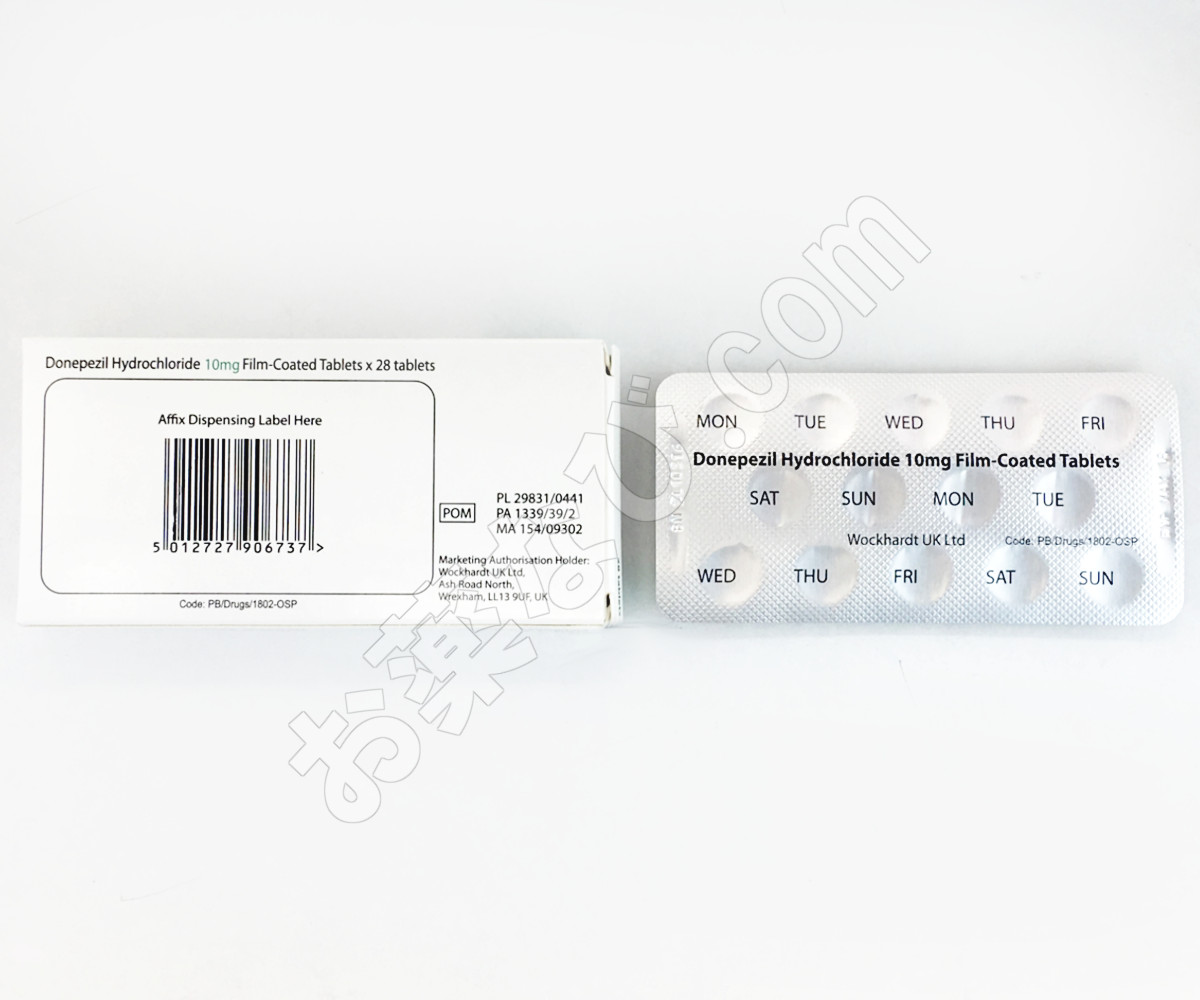 Donepezil Hydrochloride 10mg Film-Coated Tablets x 28 tablets
Affix Dispensing Label Here
5 012727 906737 >
Code: PB/Drugs/1802-OSP
POM
PL 29831/0441
PA 1339/39/2
MA 154/09302
Marketing Authorisation Holder:
Wockhardt UK Ltd,
Ash Road North,
Wrexham, LL13 9UF, UK
MON TUE WED THU FRI
Donepezil Hydrochloride 10mg Film-Coated Tablets
SAT SUN MON TUE
Wockhardt UK Ltd Code: PB/Drugs/1802-OSP
WED THU FRI SAT SUN
お薬なび.com